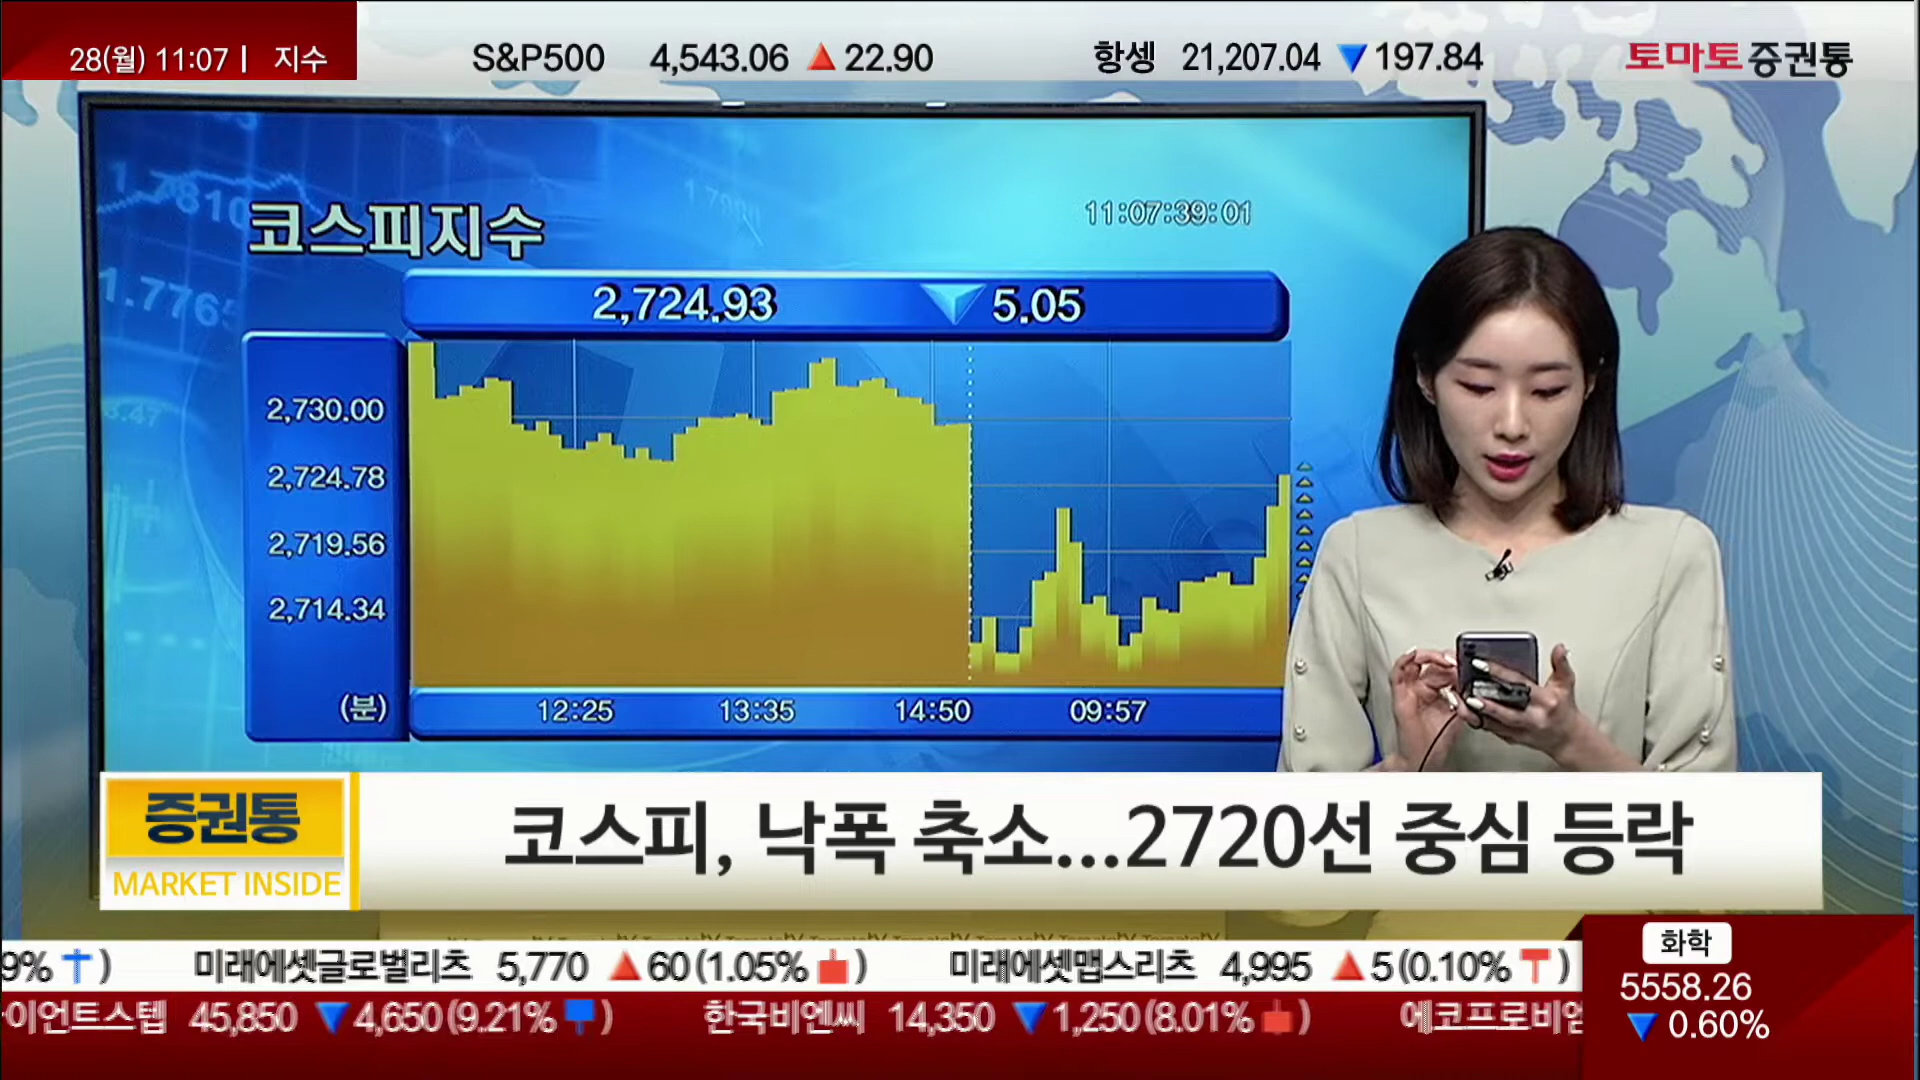 28(월) 11:07 | 지수
S&P500 4,543.06 ▲ 22.90
항셍 21,207.04 ▼ 197.84
토마토증권통
코스피지수
11:07:39:01
2,724.93 ▼ 5.05
2,730.00
2,724.78
2,719.56
2,714.34
(분)
12:25 13:35 14:50 09:57
증권통
MARKET INSIDE
코스피, 낙폭 축소...2720선 중심 등락
9% ) 미래에셋글로벌리츠 5,770 ▲ 60 (1.05% ) 미래에셋맵스리츠 4,995 ▲ 5 (0.10% )
이언트스텝 45,850 ▼ 4,650 (9.21% ) 한국비엔씨 14,350 ▼ 1,250 (8.01% ) 에코프로비엠
화학
5558.26
▼ 0.60%